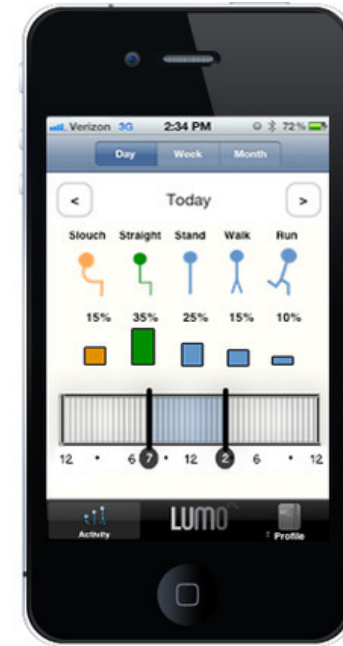 Verizon 3G 2:34 PM 72%
Day Week Month
< Today >
Slouch Straight Stand Walk Run
15% 35% 25% 15% 10%
12 • 6 7 • 12 2 6 • 12
Activity LUMO Profile